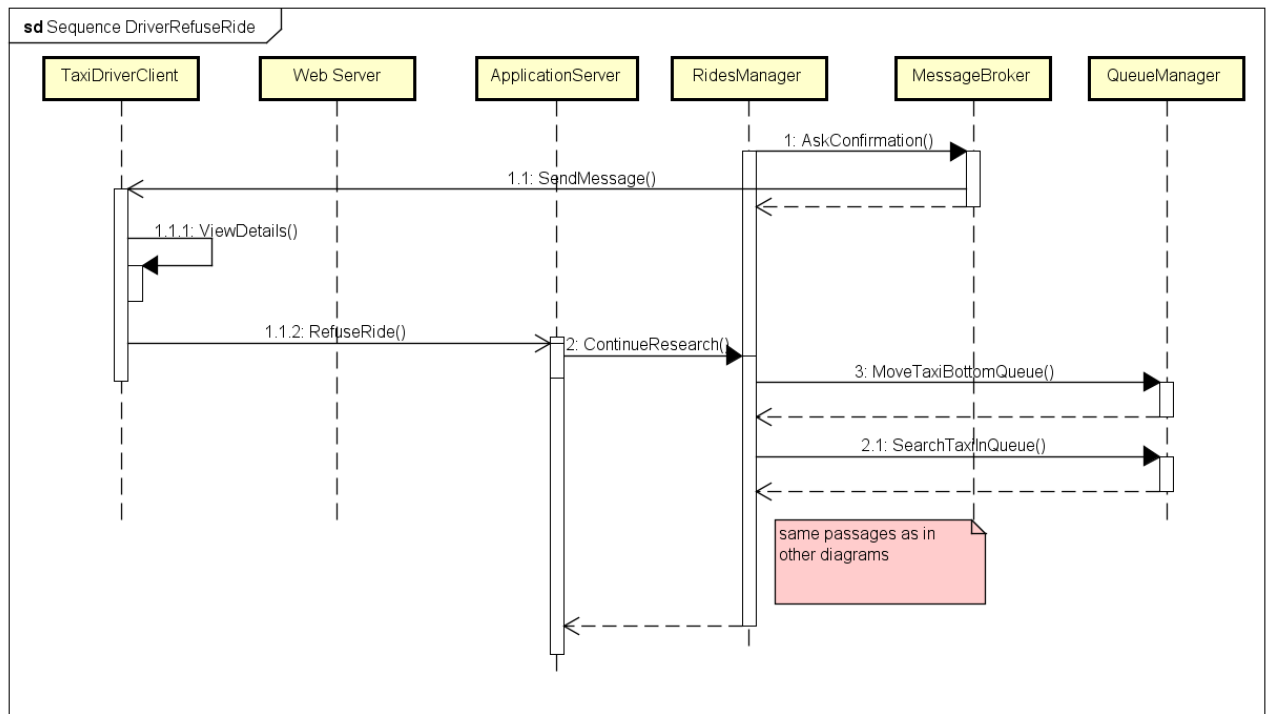 sd Sequence DriverRefuseRide
TaxiDriverClient
Web Server
ApplicationServer
RidesManager
MessageBroker
QueueManager
1: AskConfirmation()
1.1: SendMessage()
1.1.1: ViewDetails()
1.1.2: RefuseRide()
2: ContinueResearch()
3: MoveTaxiBottomQueue()
2.1: SearchTaxiInQueue()
same passages as in
other diagrams